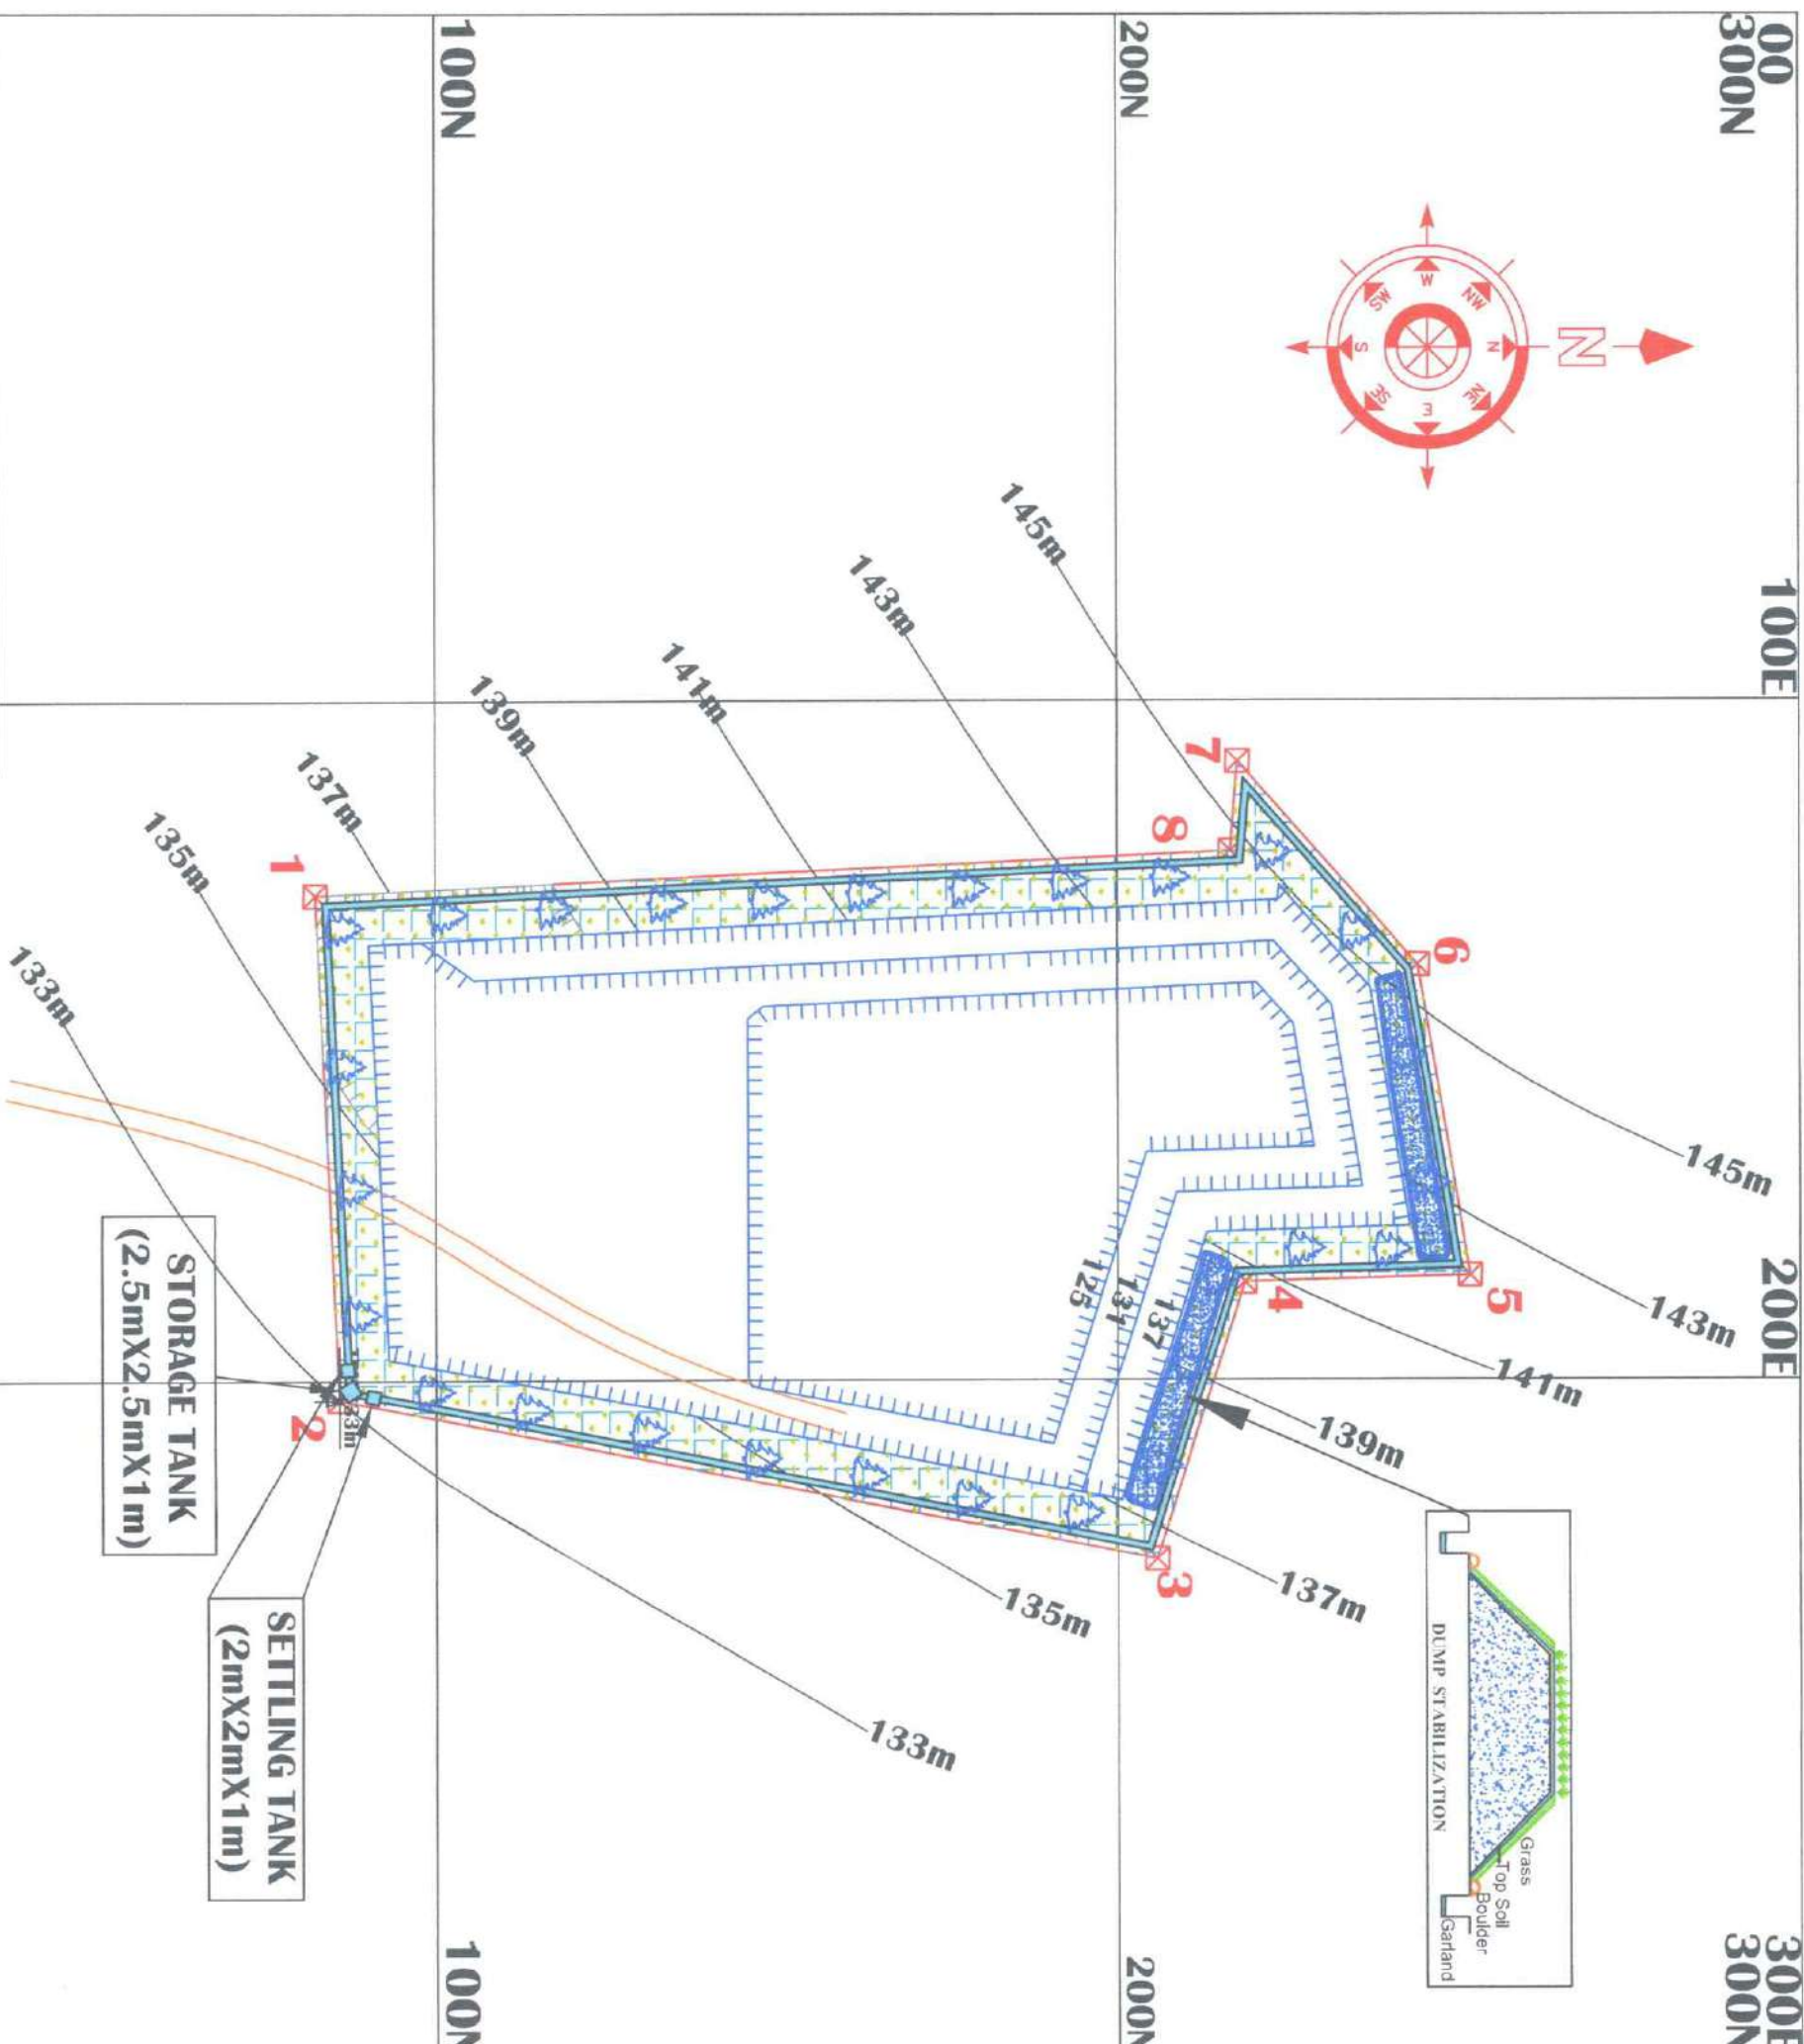 00
300N
100E
200E
300E
300N
200N
200N
100N
100N
N
N
NE
E
SE
S
SW
W
NW
145m
143m
141m
139m
137m
135m
133m
145m
143m
141m
139m
137m
135m
133m
1
2
3
4
5
6
7
8
137
131
125
Grass
Top Soil
Boulder
Garland
DUMP STABILIZATION
STORAGE TANK
(2.5mX2.5mX1m)
SETTLING TANK
(2mX2mX1m)